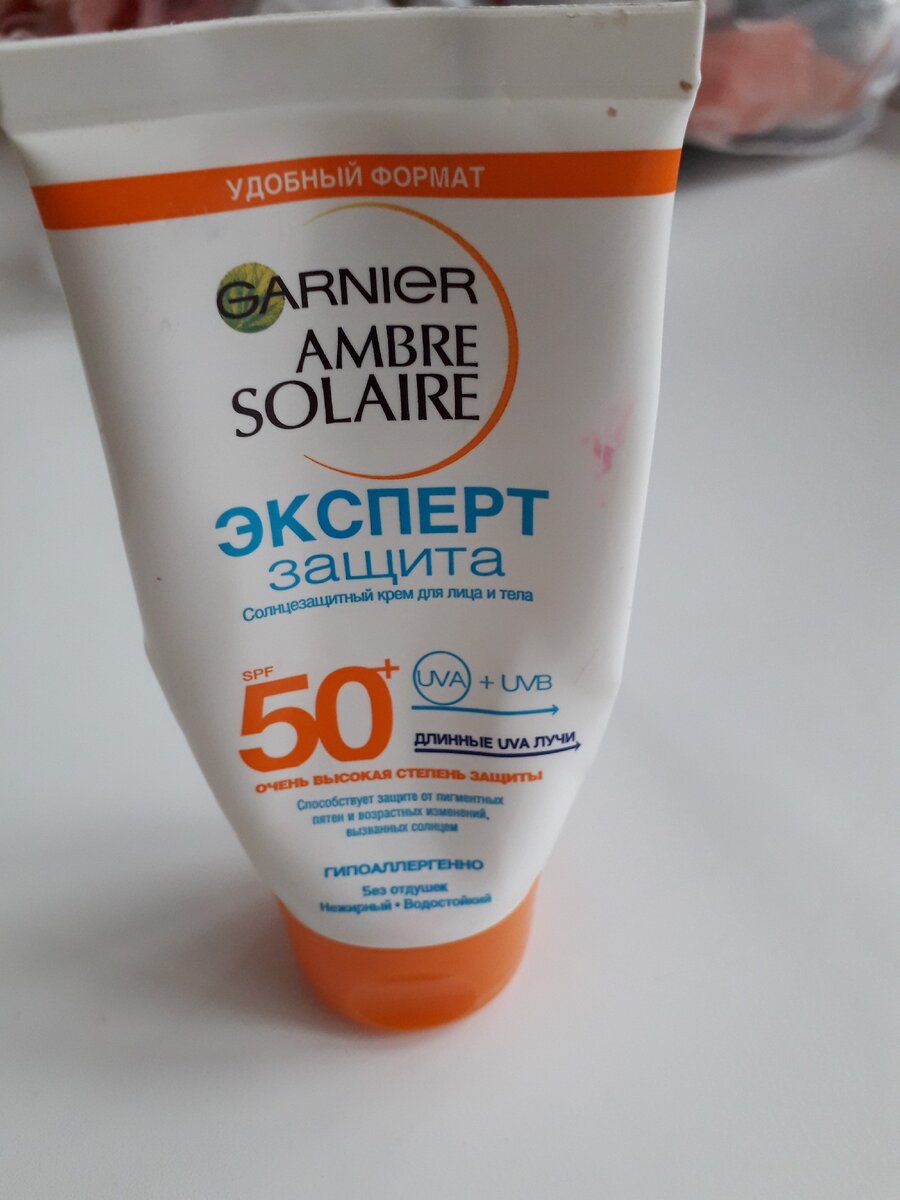 УДОБНЫЙ ФОРМАТ
GARNIER
AMBRE
SOLAIRE
ЭКСПЕРТ
защита
Солнцезащитный крем для лица и тела
SPF
50+
UVA + UVB
ДЛИННЫЕ UVA ЛУЧИ
ОЧЕНЬ ВЫСОКАЯ СТЕПЕНЬ ЗАЩИТЫ
Способствует защите от пигментных
пятен и возрастных изменений,
вызванных солнцем
ГИПОАЛЛЕРГЕННО
Без отдушек
Нежирный • Водостойкий